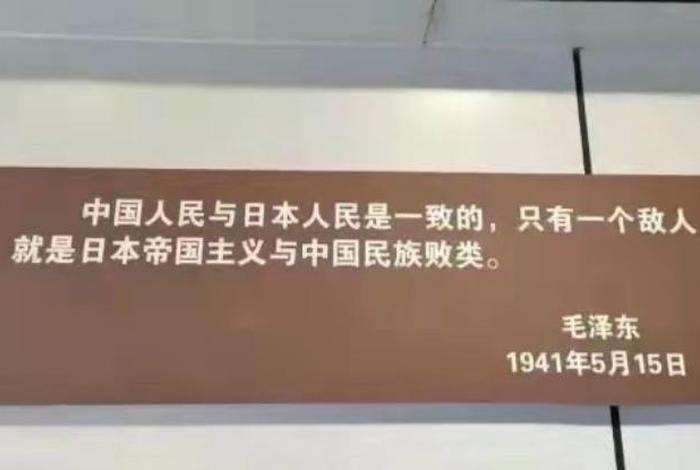 中国人民与日本人民是一致的，只有一个敌人
就是日本帝国主义与中国民族败类。
毛泽东
1941年5月15日